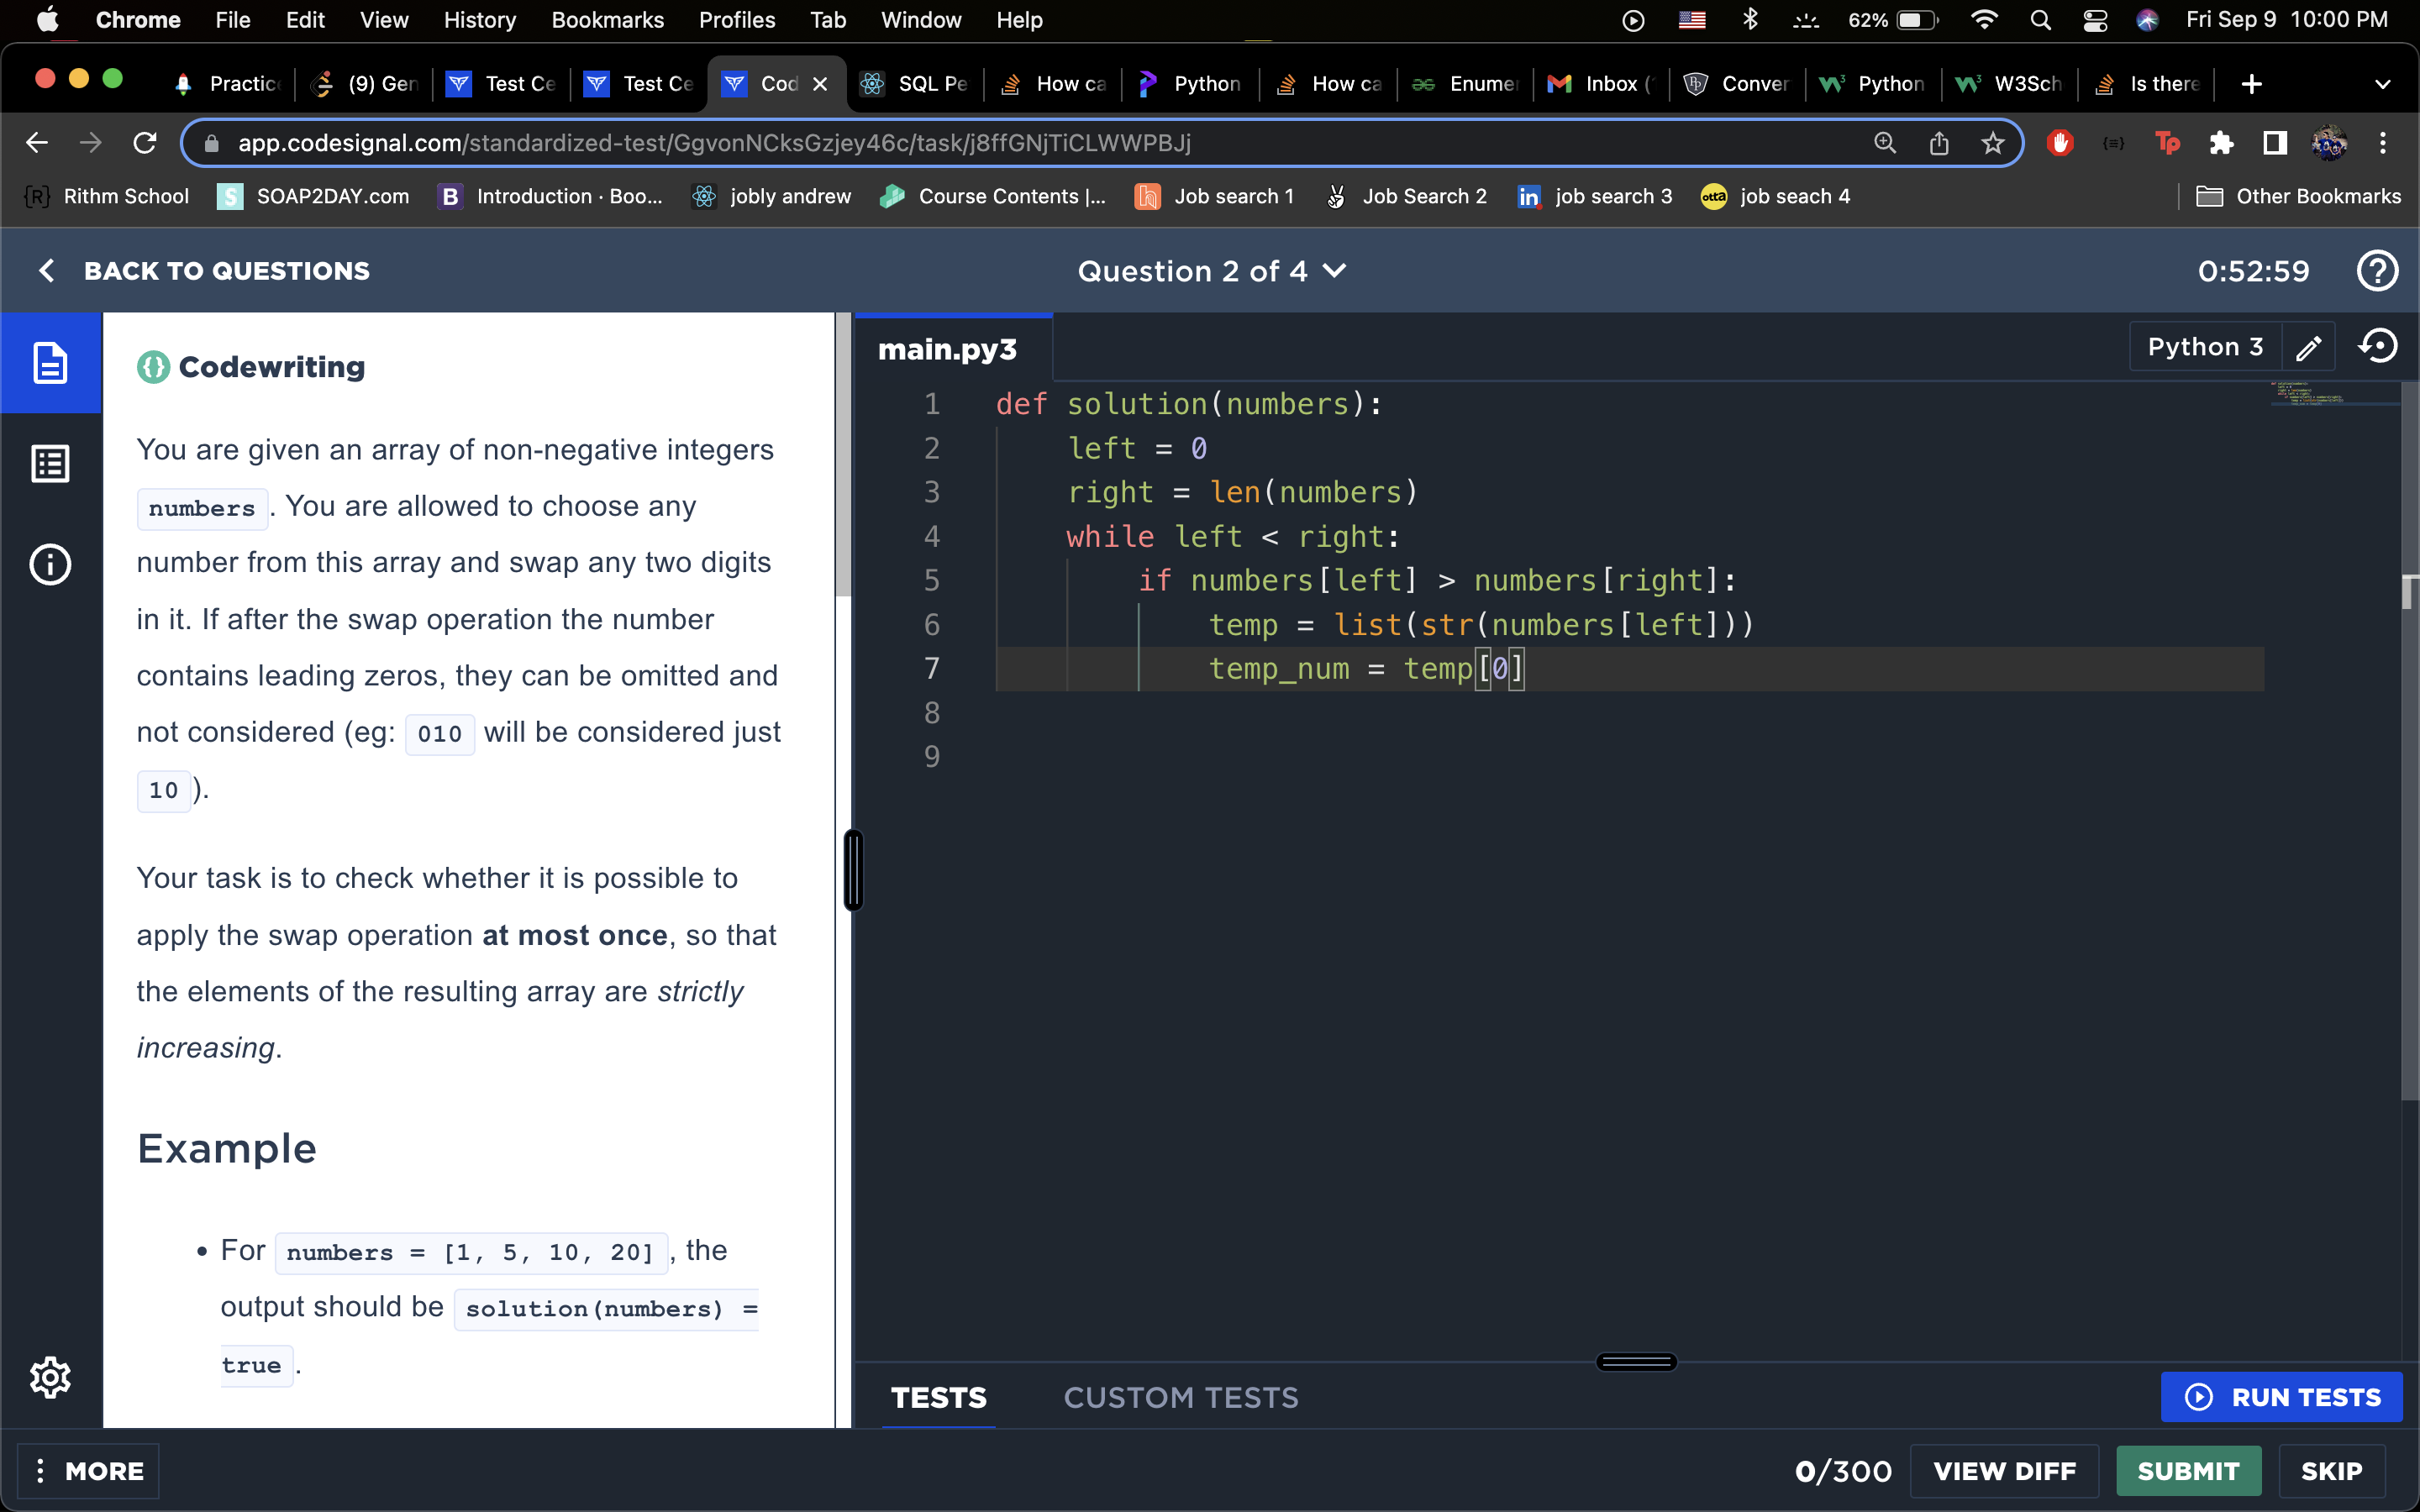 Chrome File Edit View History Bookmarks Profiles Tab Window Help 62% Fri Sep 9 10:00 PM
Practice (9) Gen Test Ce Test Ce Cod SQL Pe How ca Python How ca Enumer Inbox ( Conver Python W3Sch Is there
app.codesignal.com/standardized-test/GgvonNCksGzjey46c/task/j8ffGNjTiCLWWPBJj
{R} Rithm School S SOAP2DAY.com B Introduction · Boo... jobly andrew Course Contents |... Job search 1 Job Search 2 in job search 3 otta job seach 4 Other Bookmarks
BACK TO QUESTIONS Question 2 of 4 0:52:59
main.py3 Python 3
Codewriting
You are given an array of non-negative integers
numbers . You are allowed to choose any
number from this array and swap any two digits
in it. If after the swap operation the number
contains leading zeros, they can be omitted and
not considered (eg: 010 will be considered just
10 ).
Your task is to check whether it is possible to
apply the swap operation at most once, so that
the elements of the resulting array are strictly
increasing.
Example
• For numbers = [1, 5, 10, 20] , the
output should be solution(numbers) =
true .
1 def solution(numbers):
2 left = 0
3 right = len(numbers)
4 while left < right:
5 if numbers[left] > numbers[right]:
6 temp = list(str(numbers[left]))
7 temp_num = temp[0]
8
9
TESTS CUSTOM TESTS RUN TESTS
MORE 0/300 VIEW DIFF SUBMIT SKIP